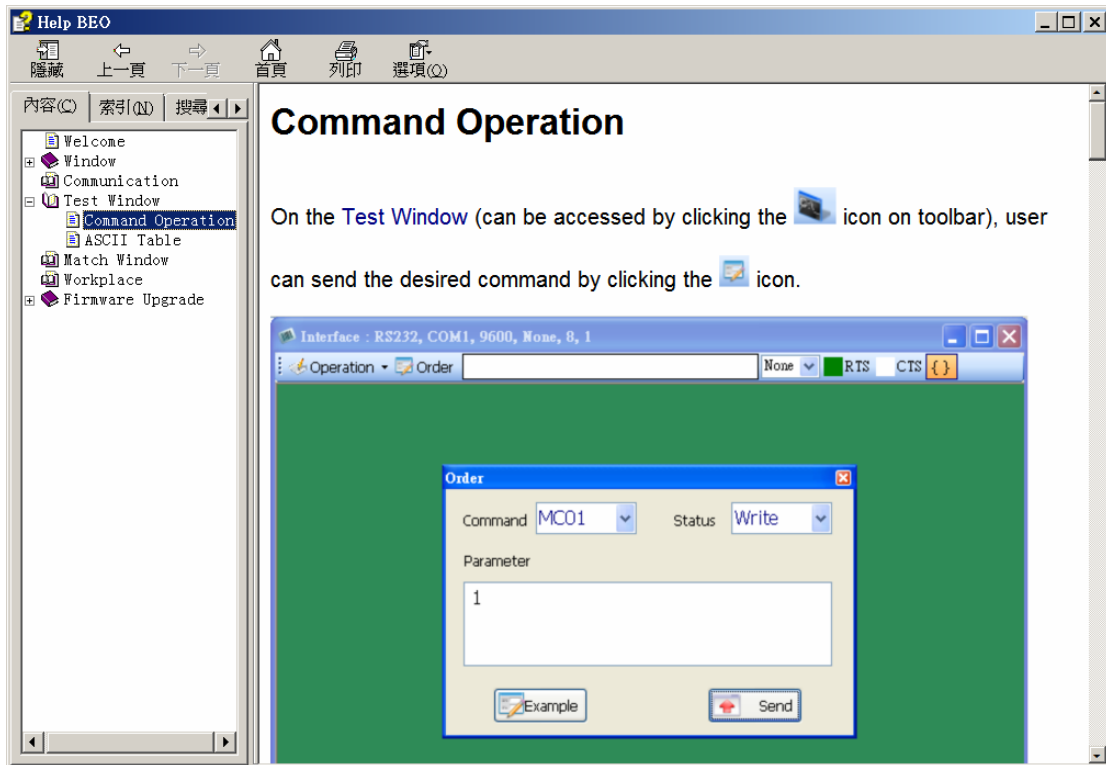 Help BEO
隱藏 上一頁 下一頁 首頁 列印 選項(O)
內容(C) 索引(N) 搜尋
Welcome
Window
Communication
Test Window
Command Operation
ASCII Table
Match Window
Workplace
Firmware Upgrade
Command Operation
On the Test Window (can be accessed by clicking the icon on toolbar), user
can send the desired command by clicking the icon.
Interface : RS232, COM1, 9600, None, 8, 1
Operation Order None RTS CTS { }
Order
Command MC01 Status Write
Parameter
1
Example Send